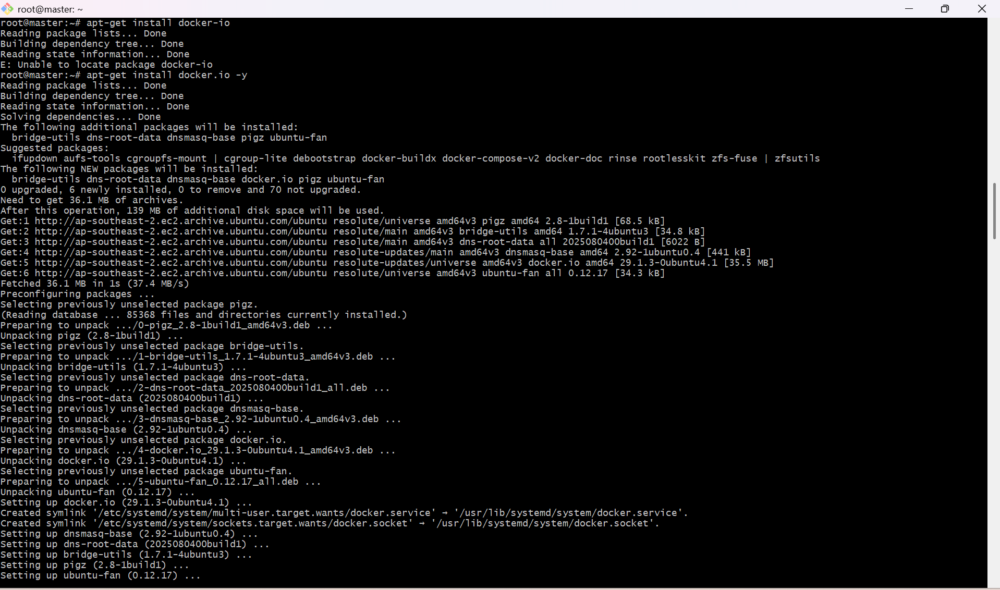 root@master: ~
root@master:~# apt-get install docker-io
Reading package lists... Done
Building dependency tree... Done
Reading state information... Done
E: Unable to locate package docker-io
root@master:~# apt-get install docker.io -y
Reading package lists... Done
Building dependency tree... Done
Reading state information... Done
Solving dependencies... Done
The following additional packages will be installed:
  bridge-utils dns-root-data dnsmasq-base pigz ubuntu-fan
Suggested packages:
  ifupdown aufs-tools cgroupfs-mount | cgroup-lite debootstrap docker-buildx docker-compose-v2 docker-doc rinse rootlesskit zfs-fuse | zfsutils
The following NEW packages will be installed:
  bridge-utils dns-root-data dnsmasq-base docker.io pigz ubuntu-fan
0 upgraded, 6 newly installed, 0 to remove and 70 not upgraded.
Need to get 36.1 MB of archives.
After this operation, 139 MB of additional disk space will be used.
Get:1 http://ap-southeast-2.ec2.archive.ubuntu.com/ubuntu resolute/universe amd64v3 pigz amd64 2.8-1build1 [68.5 kB]
Get:2 http://ap-southeast-2.ec2.archive.ubuntu.com/ubuntu resolute/main amd64v3 bridge-utils amd64 1.7.1-4ubuntu3 [34.8 kB]
Get:3 http://ap-southeast-2.ec2.archive.ubuntu.com/ubuntu resolute/main amd64v3 dns-root-data all 2025080400build1 [6022 B]
Get:4 http://ap-southeast-2.ec2.archive.ubuntu.com/ubuntu resolute-updates/main amd64v3 dnsmasq-base amd64 2.92-1ubuntu0.4 [441 kB]
Get:5 http://ap-southeast-2.ec2.archive.ubuntu.com/ubuntu resolute-updates/universe amd64v3 docker.io amd64 29.1.3-0ubuntu4.1 [35.5 MB]
Get:6 http://ap-southeast-2.ec2.archive.ubuntu.com/ubuntu resolute/universe amd64v3 ubuntu-fan all 0.12.17 [34.3 kB]
Fetched 36.1 MB in 1s (37.4 MB/s)
Preconfiguring packages ...
Selecting previously unselected package pigz.
(Reading database ... 85368 files and directories currently installed.)
Preparing to unpack .../0-pigz_2.8-1build1_amd64v3.deb ...
Unpacking pigz (2.8-1build1) ...
Selecting previously unselected package bridge-utils.
Preparing to unpack .../1-bridge-utils_1.7.1-4ubuntu3_amd64v3.deb ...
Unpacking bridge-utils (1.7.1-4ubuntu3) ...
Selecting previously unselected package dns-root-data.
Preparing to unpack .../2-dns-root-data_2025080400build1_all.deb ...
Unpacking dns-root-data (2025080400build1) ...
Selecting previously unselected package dnsmasq-base.
Preparing to unpack .../3-dnsmasq-base_2.92-1ubuntu0.4_amd64v3.deb ...
Unpacking dnsmasq-base (2.92-1ubuntu0.4) ...
Selecting previously unselected package docker.io.
Preparing to unpack .../4-docker.io_29.1.3-0ubuntu4.1_amd64v3.deb ...
Unpacking docker.io (29.1.3-0ubuntu4.1) ...
Selecting previously unselected package ubuntu-fan.
Preparing to unpack .../5-ubuntu-fan_0.12.17_all.deb ...
Unpacking ubuntu-fan (0.12.17) ...
Setting up docker.io (29.1.3-0ubuntu4.1) ...
Created symlink '/etc/systemd/system/multi-user.target.wants/docker.service' → '/usr/lib/systemd/system/docker.service'.
Created symlink '/etc/systemd/system/sockets.target.wants/docker.socket' → '/usr/lib/systemd/system/docker.socket'.
Setting up dnsmasq-base (2.92-1ubuntu0.4) ...
Setting up dns-root-data (2025080400build1) ...
Setting up bridge-utils (1.7.1-4ubuntu3) ...
Setting up pigz (2.8-1build1) ...
Setting up ubuntu-fan (0.12.17) ...